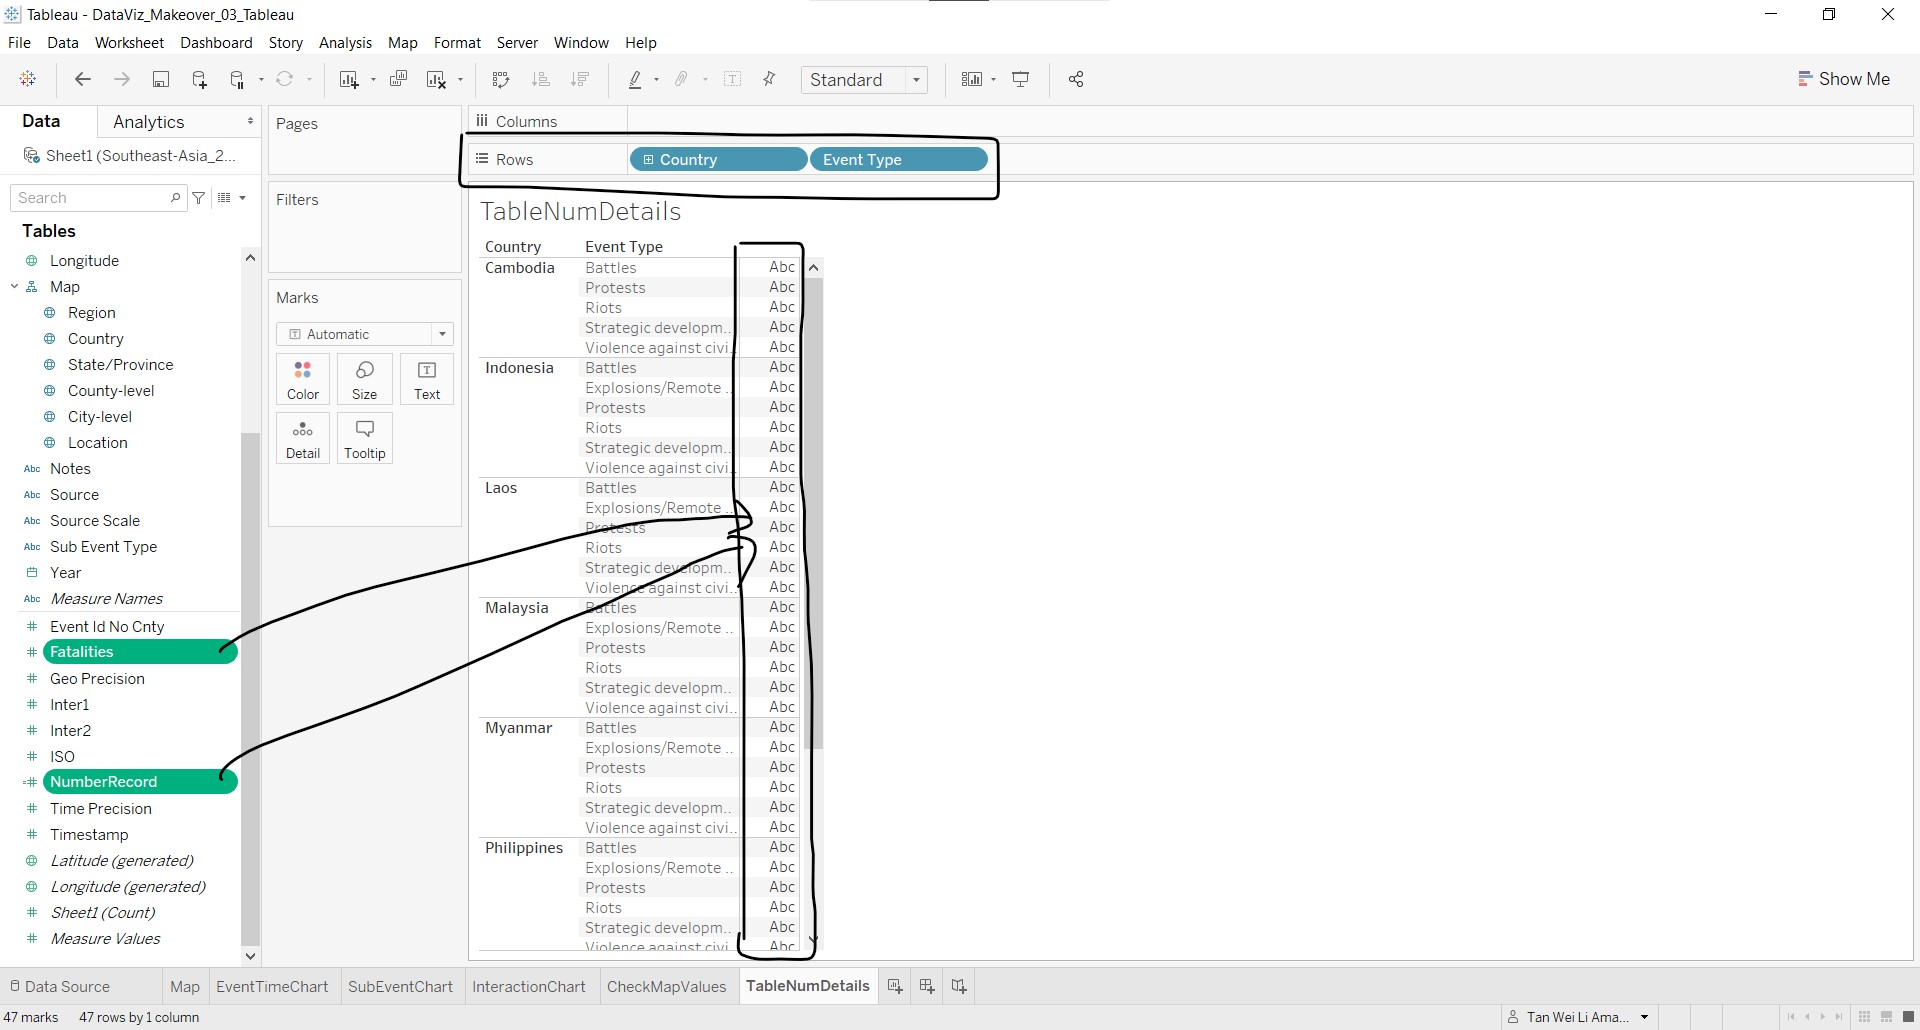 Tableau - DataViz_Makeover_03_Tableau
File Data Worksheet Dashboard Story Analysis Map Format Server Window Help
Standard
Show Me
Data
Analytics
Sheet1 (Southeast-Asia_2...
Search
Tables
Longitude
Map
Region
Country
State/Province
County-level
City-level
Location
Abc Notes
Abc Source
Abc Source Scale
Abc Sub Event Type
Year
Abc Measure Names
# Event Id No Cnty
# Fatalities
# Geo Precision
# Inter1
# Inter2
# ISO
=# NumberRecord
# Time Precision
# Timestamp
Latitude (generated)
Longitude (generated)
# Sheet1 (Count)
# Measure Values
Pages
Filters
Marks
T Automatic
Color
Size
T Text
Detail
Tooltip
Columns
Rows
Country
Event Type
TableNumDetails
Country Event Type
Cambodia Battles Abc
Protests Abc
Riots Abc
Strategic developm.. Abc
Violence against civi.. Abc
Indonesia Battles Abc
Explosions/Remote .. Abc
Protests Abc
Riots Abc
Strategic developm.. Abc
Violence against civi.. Abc
Laos Battles Abc
Explosions/Remote .. Abc
Protests Abc
Riots Abc
Strategic developm.. Abc
Violence against civi.. Abc
Malaysia Battles Abc
Explosions/Remote .. Abc
Protests Abc
Riots Abc
Strategic developm.. Abc
Violence against civi.. Abc
Myanmar Battles Abc
Explosions/Remote .. Abc
Protests Abc
Riots Abc
Strategic developm.. Abc
Violence against civi.. Abc
Philippines Battles Abc
Explosions/Remote .. Abc
Protests Abc
Riots Abc
Strategic developm.. Abc
Violence against civi.. Abc
Data Source Map EventTimeChart SubEventChart InteractionChart CheckMapValues TableNumDetails
47 marks 47 rows by 1 column
Tan Wei Li Ama...